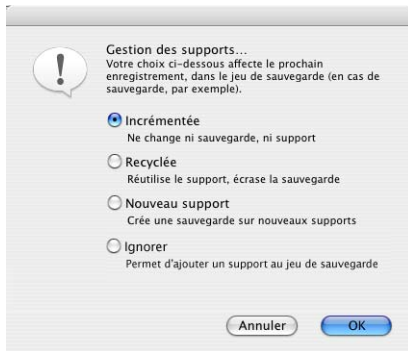 Gestion des supports...
Votre choix ci-dessous affecte le prochain
enregistrement, dans le jeu de sauvegarde (en cas de
sauvegarde, par exemple).
Incrémentée
Ne change ni sauvegarde, ni support
Recyclée
Réutilise le support, écrase la sauvegarde
Nouveau support
Crée une sauvegarde sur nouveaux supports
Ignorer
Permet d'ajouter un support au jeu de sauvegarde
Annuler
OK